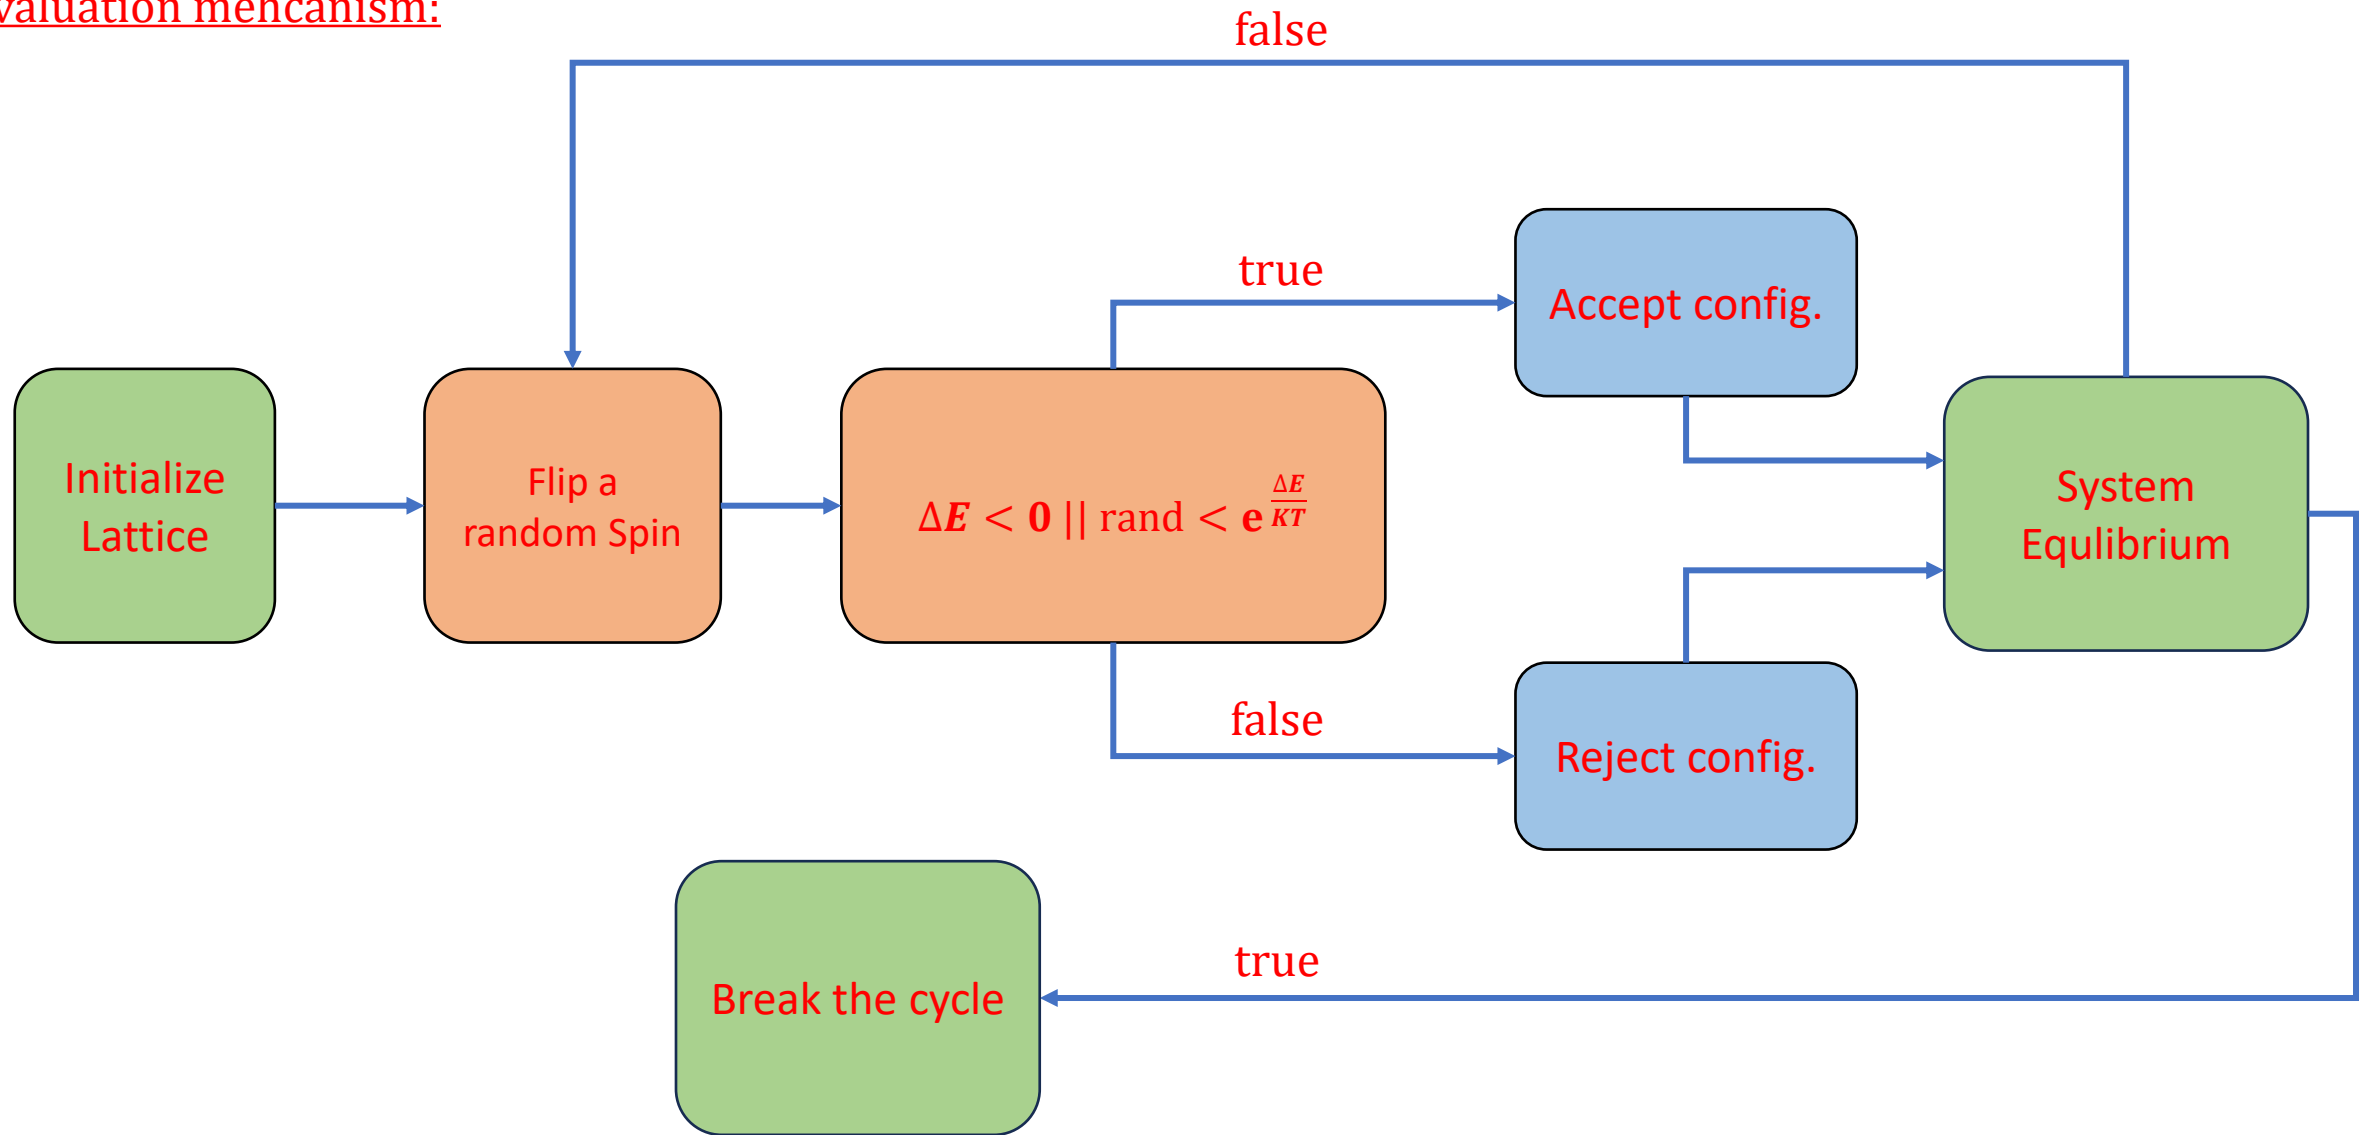 valuation mehcanism:
false
true
Accept config.
Initialize
Lattice
Flip a
random Spin
ΔE < 0 || rand < e^(ΔE/KT)
System
Equlibrium
false
Reject config.
true
Break the cycle